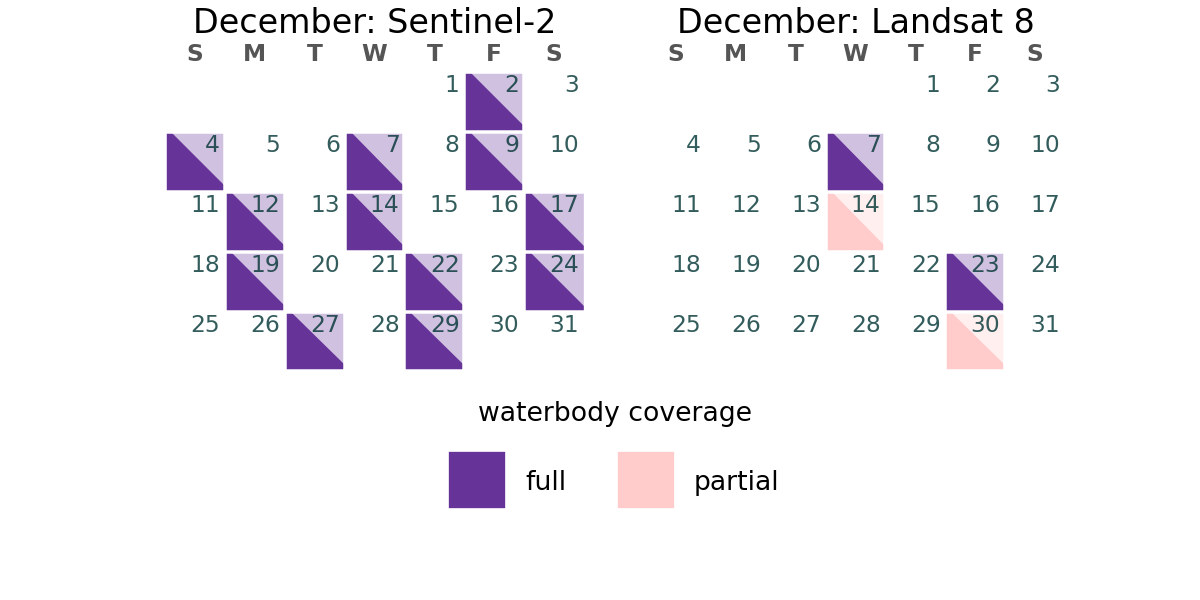 December: Sentinel-2
S M T W T F S
1 2 3
4 5 6 7 8 9 10
11 12 13 14 15 16 17
18 19 20 21 22 23 24
25 26 27 28 29 30 31
December: Landsat 8
S M T W T F S
1 2 3
4 5 6 7 8 9 10
11 12 13 14 15 16 17
18 19 20 21 22 23 24
25 26 27 28 29 30 31
waterbody coverage
full partial